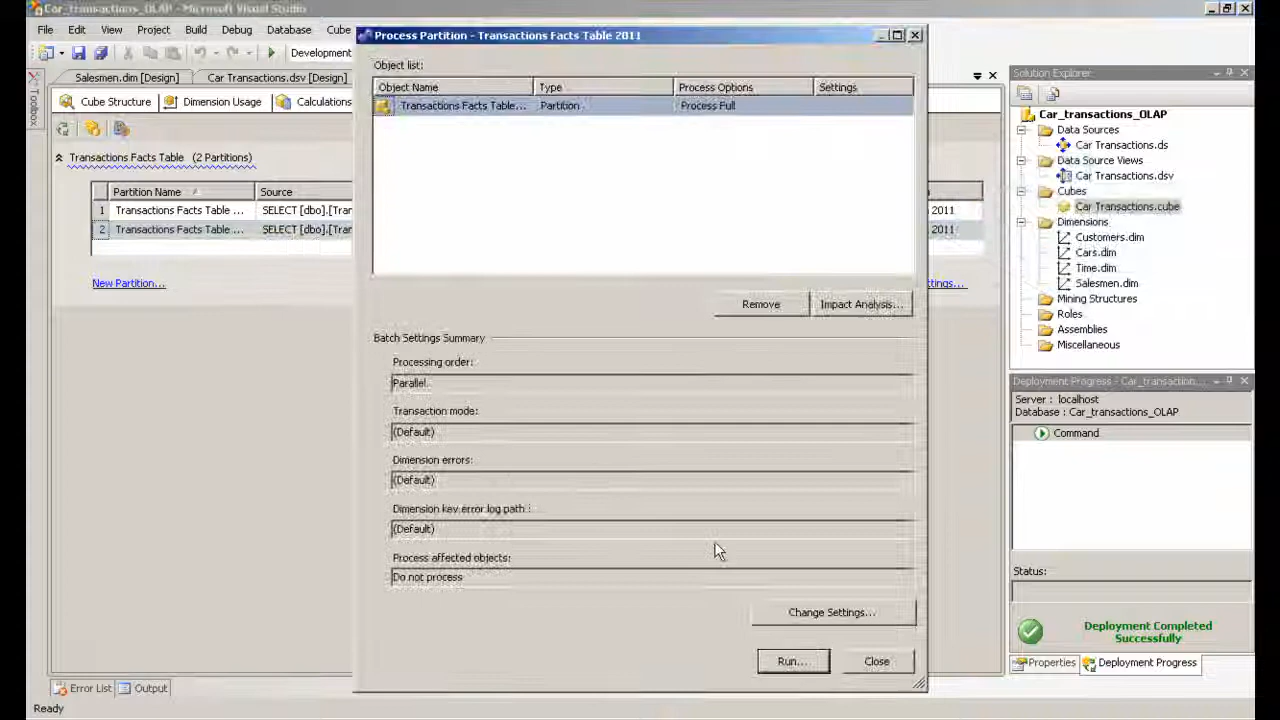 Car_transactions_OLAP - Microsoft Visual Studio
File Edit View Project Build Debug Database Cube
Development
Salesmen.dim [Design] Car Transactions.dsv [Design]
Cube Structure Dimension Usage Calculations
Transactions Facts Table (2 Partitions)
Partition Name Source
1 Transactions Facts Table ... SELECT [dbo].[Tran 2011
2 Transactions Facts Table ... SELECT [dbo].[Tran 2011
New Partition... ettings...
Toolbox
Process Partition - Transactions Facts Table 2011
Object list:
Object Name Type Process Options Settings
Transactions Facts Table... Partition Process Full
Remove Impact Analysis...
Batch Settings Summary
Processing order:
Parallel
Transaction mode:
(Default)
Dimension errors:
(Default)
Dimension key error log path :
(Default)
Process affected objects:
Do not process
Change Settings...
Run... Close
Solution Explorer
Car_transactions_OLAP
Data Sources
Car Transactions.ds
Data Source Views
Car Transactions.dsv
Cubes
Car Transactions.cube
Dimensions
Customers.dim
Cars.dim
Time.dim
Salesmen.dim
Mining Structures
Roles
Assemblies
Miscellaneous
Deployment Progress - Car_transaction...
Server : localhost
Database : Car_transactions_OLAP
Command
Status:
Deployment Completed
Successfully
Properties Deployment Progress
Error List Output
Ready